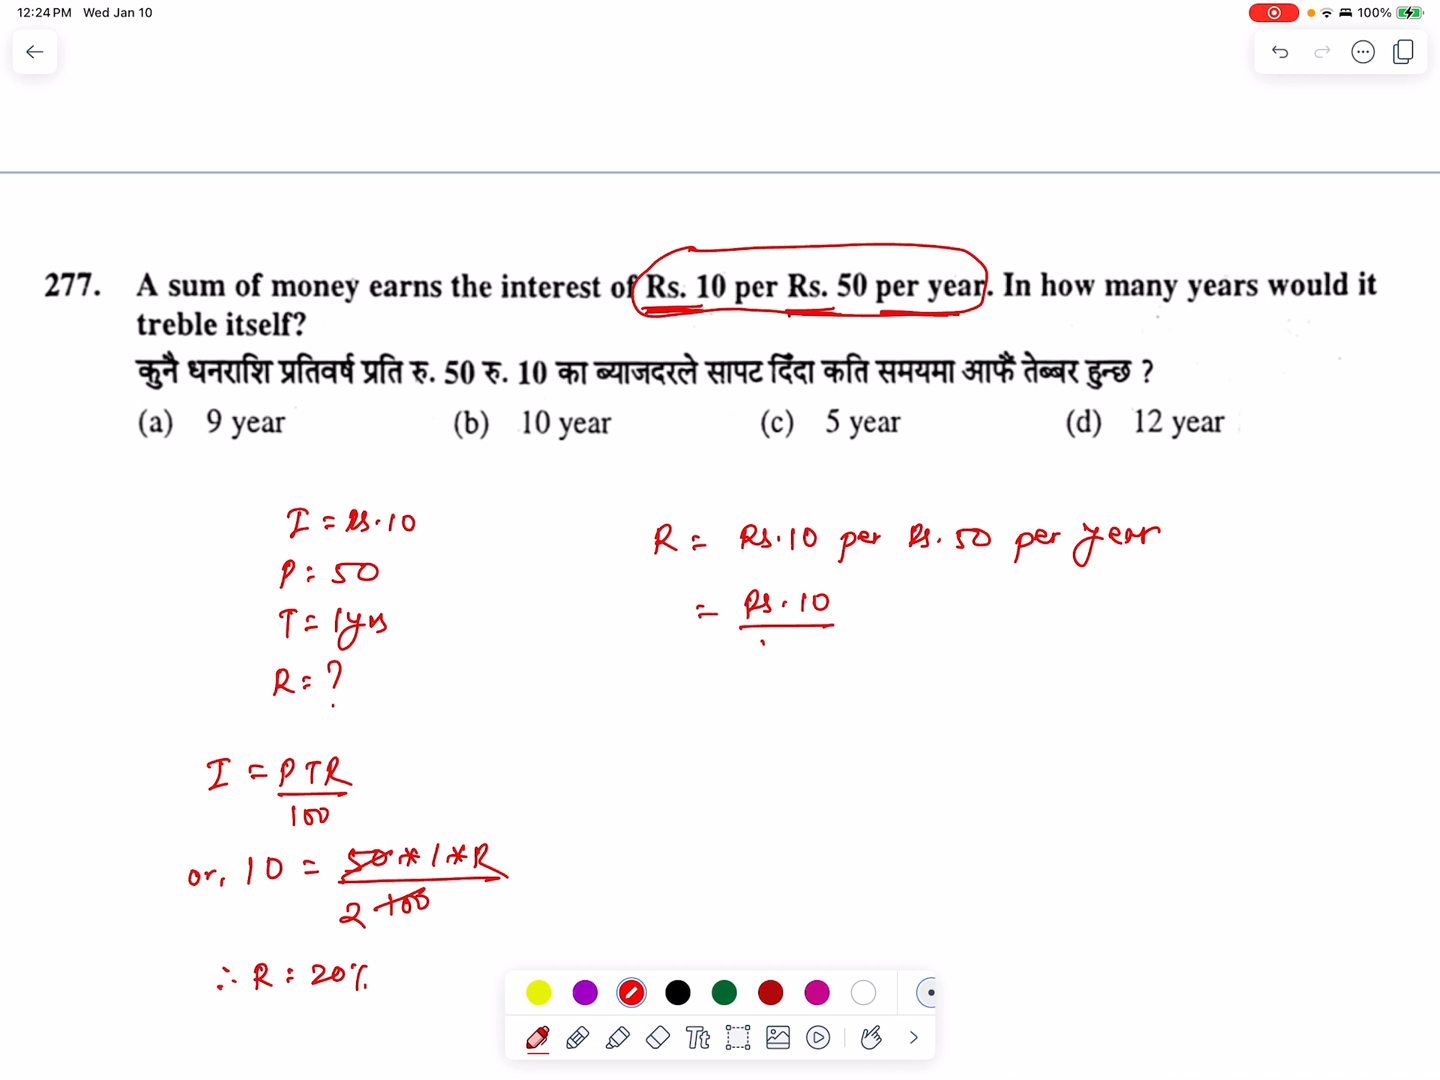 12:24 PM Wed Jan 10
100%
277. A sum of money earns the interest of Rs. 10 per Rs. 50 per year. In how many years would it
treble itself?
कुनै धनराशि प्रतिवर्ष प्रति रु. 50 रु. 10 का ब्याजदरले सापट दिँदा कति समयमा आफैं तेब्बर हुन्छ ?
(a) 9 year (b) 10 year (c) 5 year (d) 12 year
I = Rs. 10
P = 50
T = 1yrs
R = ?
I = PTR
100
or, 10 = 50 * 1 * R
2 100
∴ R = 20%
R = Rs. 10 per Rs. 50 per year
= Rs. 10
Tt